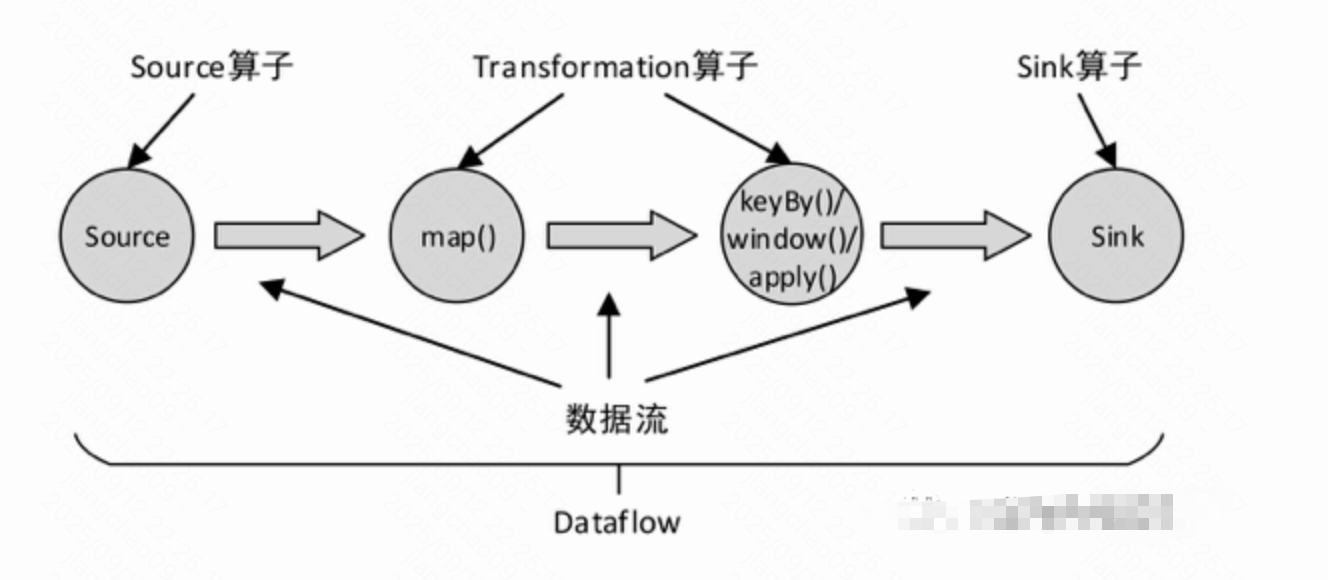 Source算子
Transformation算子
Sink算子
Source
map()
keyBy()/
window()/
apply()
Sink
数据流
Dataflow